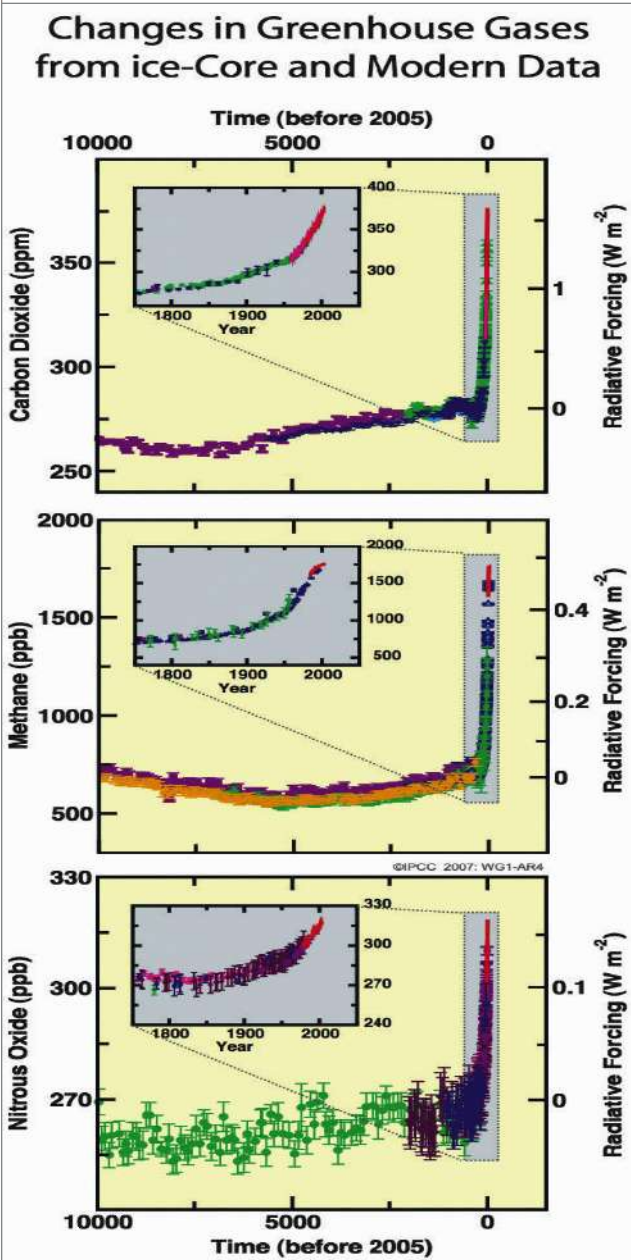 Changes in Greenhouse Gases
from ice-Core and Modern Data
Time (before 2005)
10000 5000 0
Carbon Dioxide (ppm)
350
300
250
400
350
300
1800 1900 2000
Year
1
0
Radiative Forcing (W m-2)
Methane (ppb)
2000
1500
1000
500
2000
1500
1000
500
1800 1900 2000
Year
0.4
0.2
0
Radiative Forcing (W m-2)
©IPCC 2007: WG1-AR4
Nitrous Oxide (ppb)
330
300
270
330
300
270
240
1800 1900 2000
Year
0.1
0
Radiative Forcing (W m-2)
10000 5000 0
Time (before 2005)